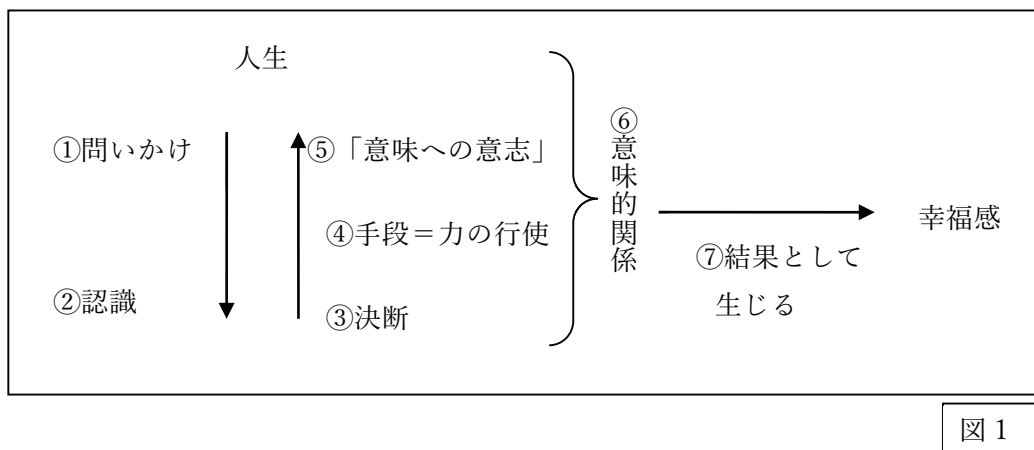 人生
①問いかけ
⑤「意味への意志」
④手段＝力の行使
②認識
③決断
⑥意味的関係
⑦結果として
生じる
幸福感
図 1